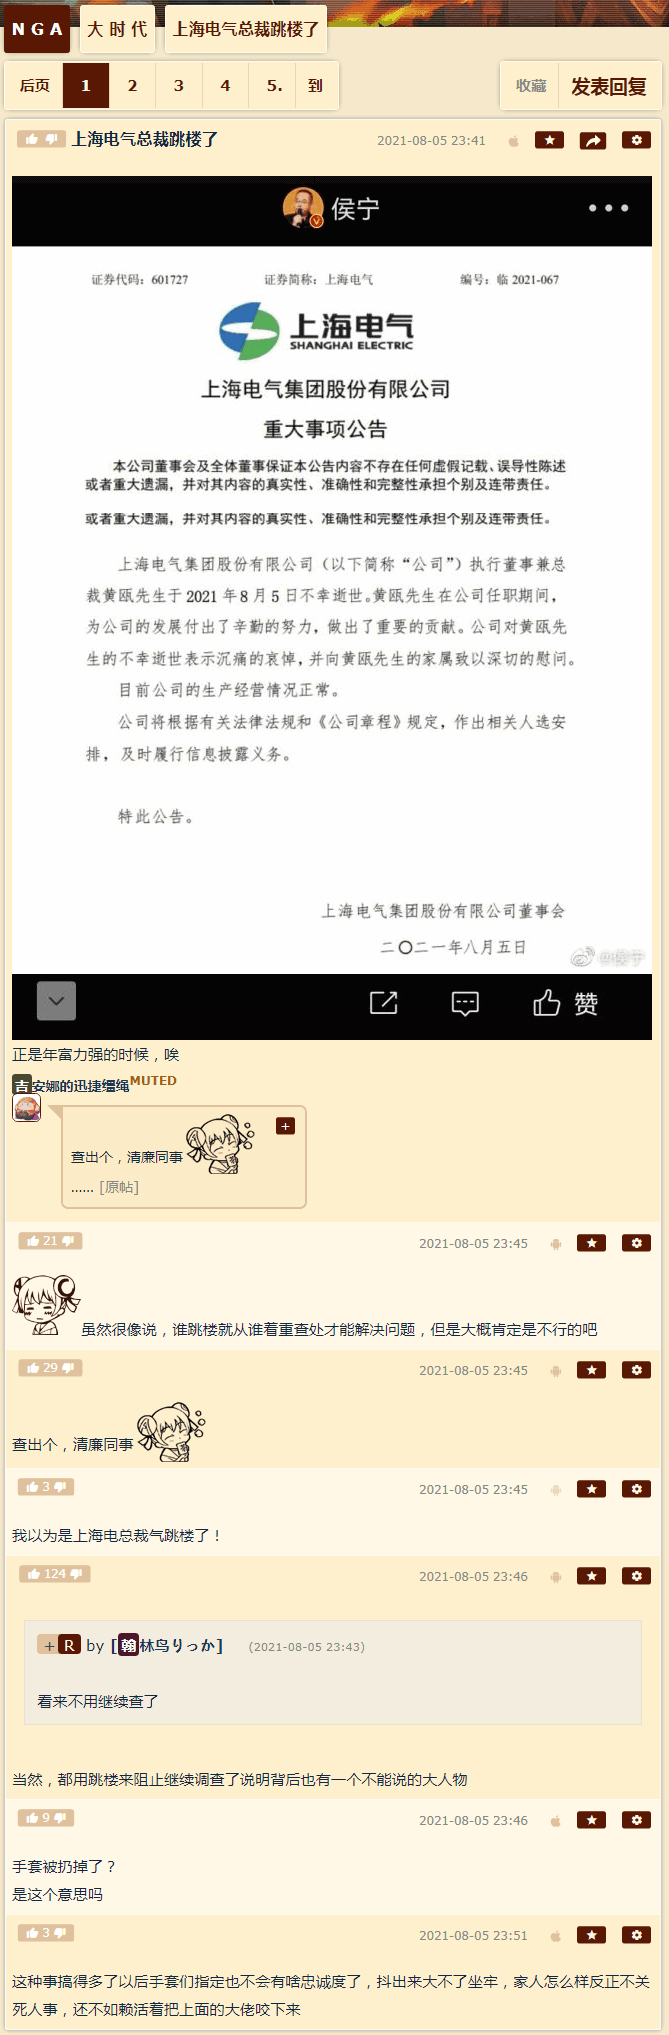 NGA
大时代
上海电气总裁跳楼了
后页 1 2 3 4 5. 到
收藏 发表回复
上海电气总裁跳楼了 2021-08-05 23:41
侯宁
证券代码：601727 证券简称：上海电气 编号：临 2021-067
上海电气
SHANGHAI ELECTRIC
上海电气集团股份有限公司
重大事项公告
本公司董事会及全体董事保证本公告内容不存在任何虚假记载、误导性陈述
或者重大遗漏，并对其内容的真实性、准确性和完整性承担个别及连带责任。
或者重大遗漏，并对其内容的真实性、准确性和完整性承担个别及连带责任。
上海电气集团股份有限公司（以下简称“公司”）执行董事兼总
裁黄瓯先生于 2021 年 8 月 5 日不幸逝世。黄瓯先生在公司任职期间，
为公司的发展付出了辛勤的努力，做出了重要的贡献。公司对黄瓯先
生的不幸逝世表示沉痛的哀悼，并向黄瓯先生的家属致以深切的慰问。
目前公司的生产经营情况正常。
公司将根据有关法律法规和《公司章程》规定，作出相关人选安
排，及时履行信息披露义务。
特此公告。
上海电气集团股份有限公司董事会
二〇二一年八月五日
@侯宁
赞
正是年富力强的时候，唉
吉安娜的迅捷缰绳MUTED
+
查出个，清廉同事
...... [原帖]
21 2021-08-05 23:45
虽然很像说，谁跳楼就从谁着重查处才能解决问题，但是大概肯定是不行的吧
29 2021-08-05 23:45
查出个，清廉同事
3 2021-08-05 23:45
我以为是上海电总裁气跳楼了！
124 2021-08-05 23:46
+ R by [翰林鸟りっか] (2021-08-05 23:43)
看来不用继续查了
当然，都用跳楼来阻止继续调查了说明背后也有一个不能说的大人物
9 2021-08-05 23:46
手套被扔掉了？
是这个意思吗
3 2021-08-05 23:51
这种事搞得多了以后手套们指定也不会有啥忠诚度了，抖出来大不了坐牢，家人怎么样反正不关
死人事，还不如赖活着把上面的大佬咬下来